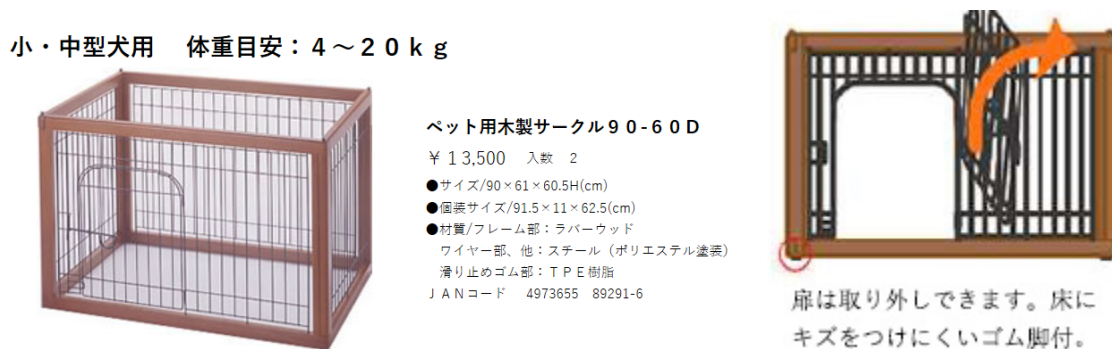 小・中型犬用　体重目安：４～２０ｋｇ
ペット用木製サークル９０-６０Ｄ
￥１３,５００　入数　２
●サイズ/90×61×60.5H(cm)
●個装サイズ/91.5×11×62.5(cm)
●材質/フレーム部：ラバーウッド
ワイヤー部、他：スチール（ポリエステル塗装）
滑り止めゴム部：ＴＰＥ樹脂
ＪＡＮコード　4973655　89291-6
扉は取り外しできます。床に
キズをつけにくいゴム脚付。